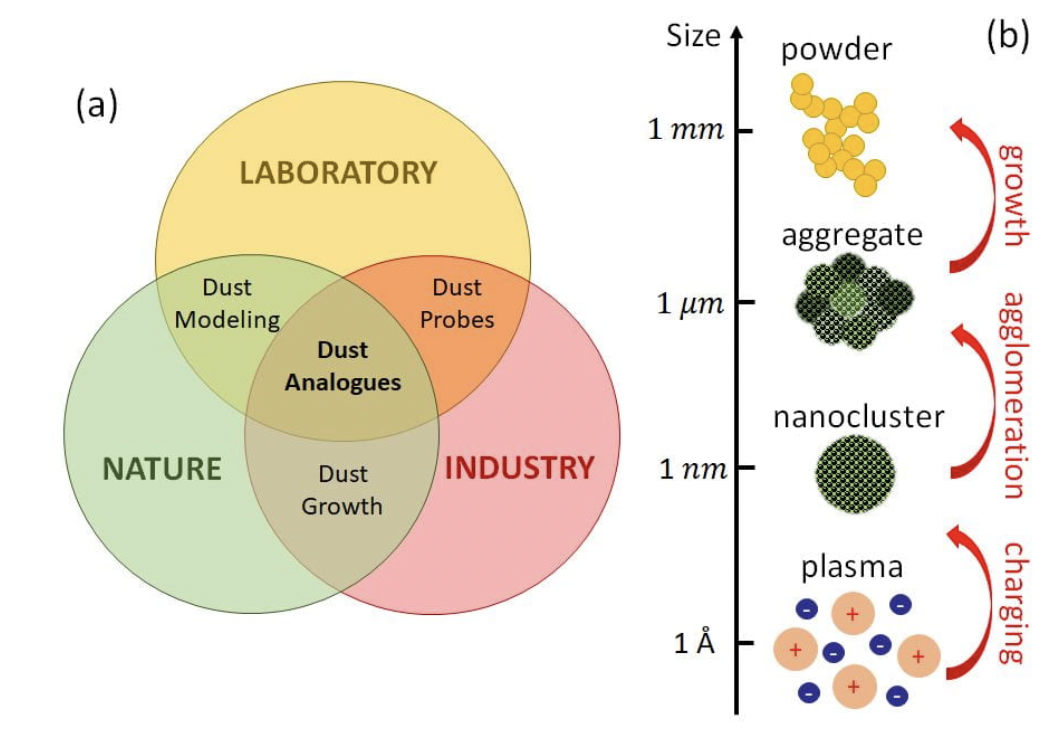 (a)
LABORATORY
Dust
Modeling
Dust
Probes
Dust
Analogues
NATURE
INDUSTRY
Dust
Growth
(b)
Size
powder
1 mm
growth
aggregate
1 μm
agglomeration
nanocluster
1 nm
charging
plasma
1 Å
- + - + - - + - + -